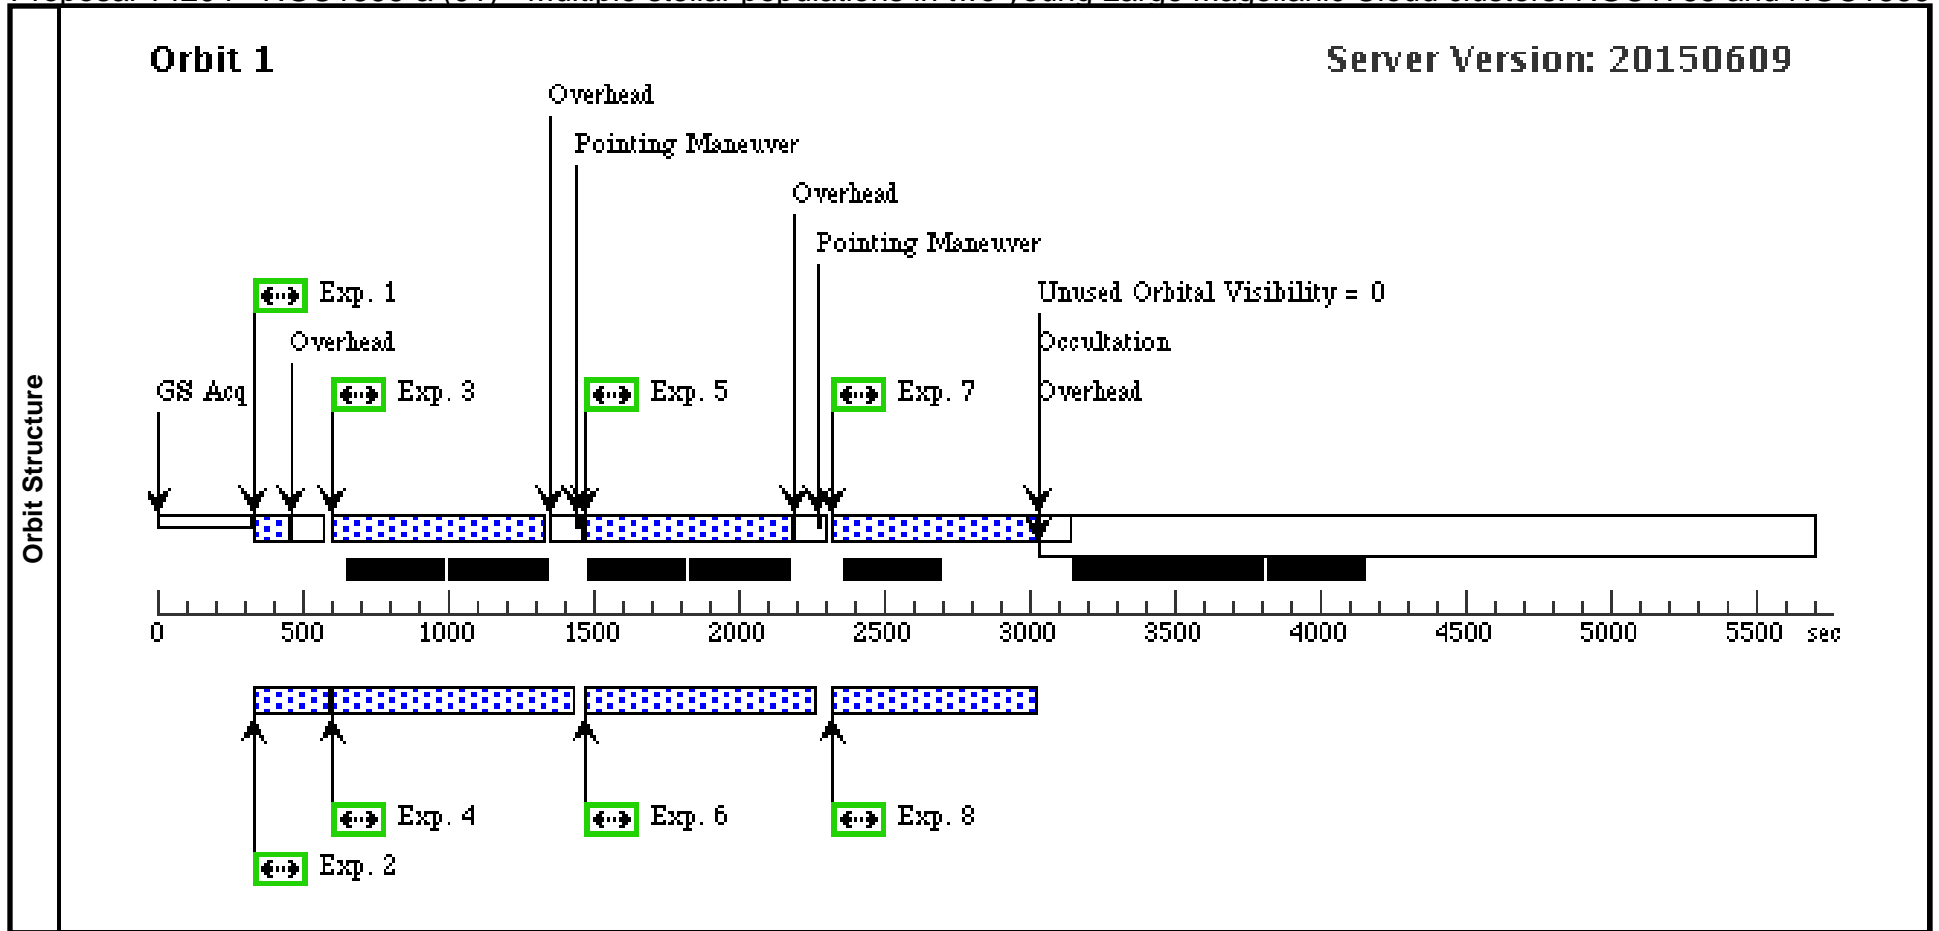 Orbit Structure
Orbit 1
Server Version: 20150609
Overhead
Pointing Maneuver
Overhead
Pointing Maneuver
Exp. 1
Unused Orbital Visibility = 0
Overhead
Occultation
GS Acq
Exp. 3
Exp. 5
Exp. 7
Overhead
0 500 1000 1500 2000 2500 3000 3500 4000 4500 5000 5500 sec
Exp. 4
Exp. 6
Exp. 8
Exp. 2